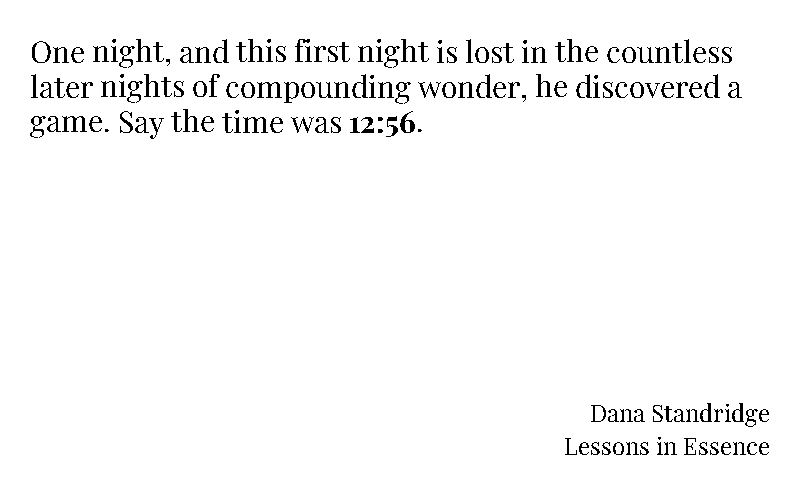 One night, and this first night is lost in the countless
later nights of compounding wonder, he discovered a
game. Say the time was 12:56.
Dana Standridge
Lessons in Essence